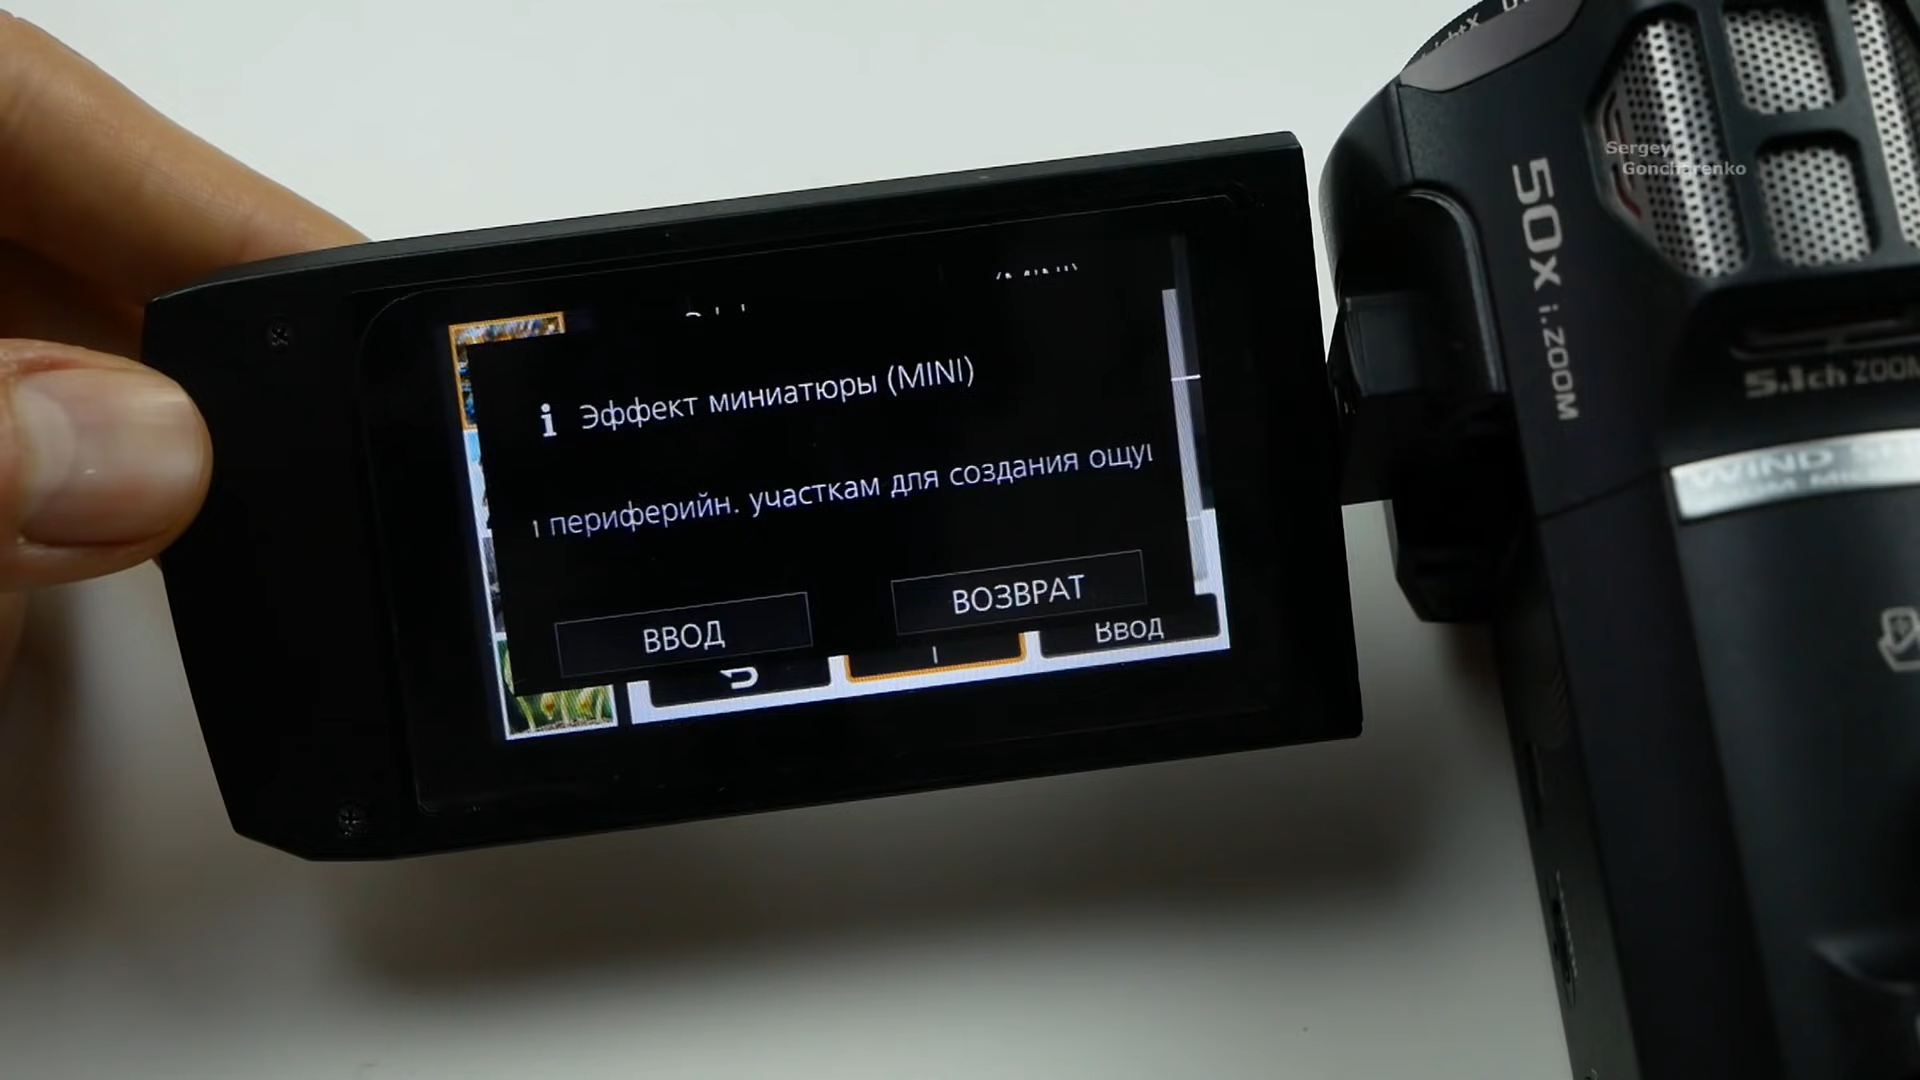 Эффект миниатюры (MINI)
периферийн. участкам для создания ощу
ВВОД
ВОЗВРАТ
Ввод
50x i.ZOOM
Sergey
Goncharenko
5.1ch ZOOM
WIND